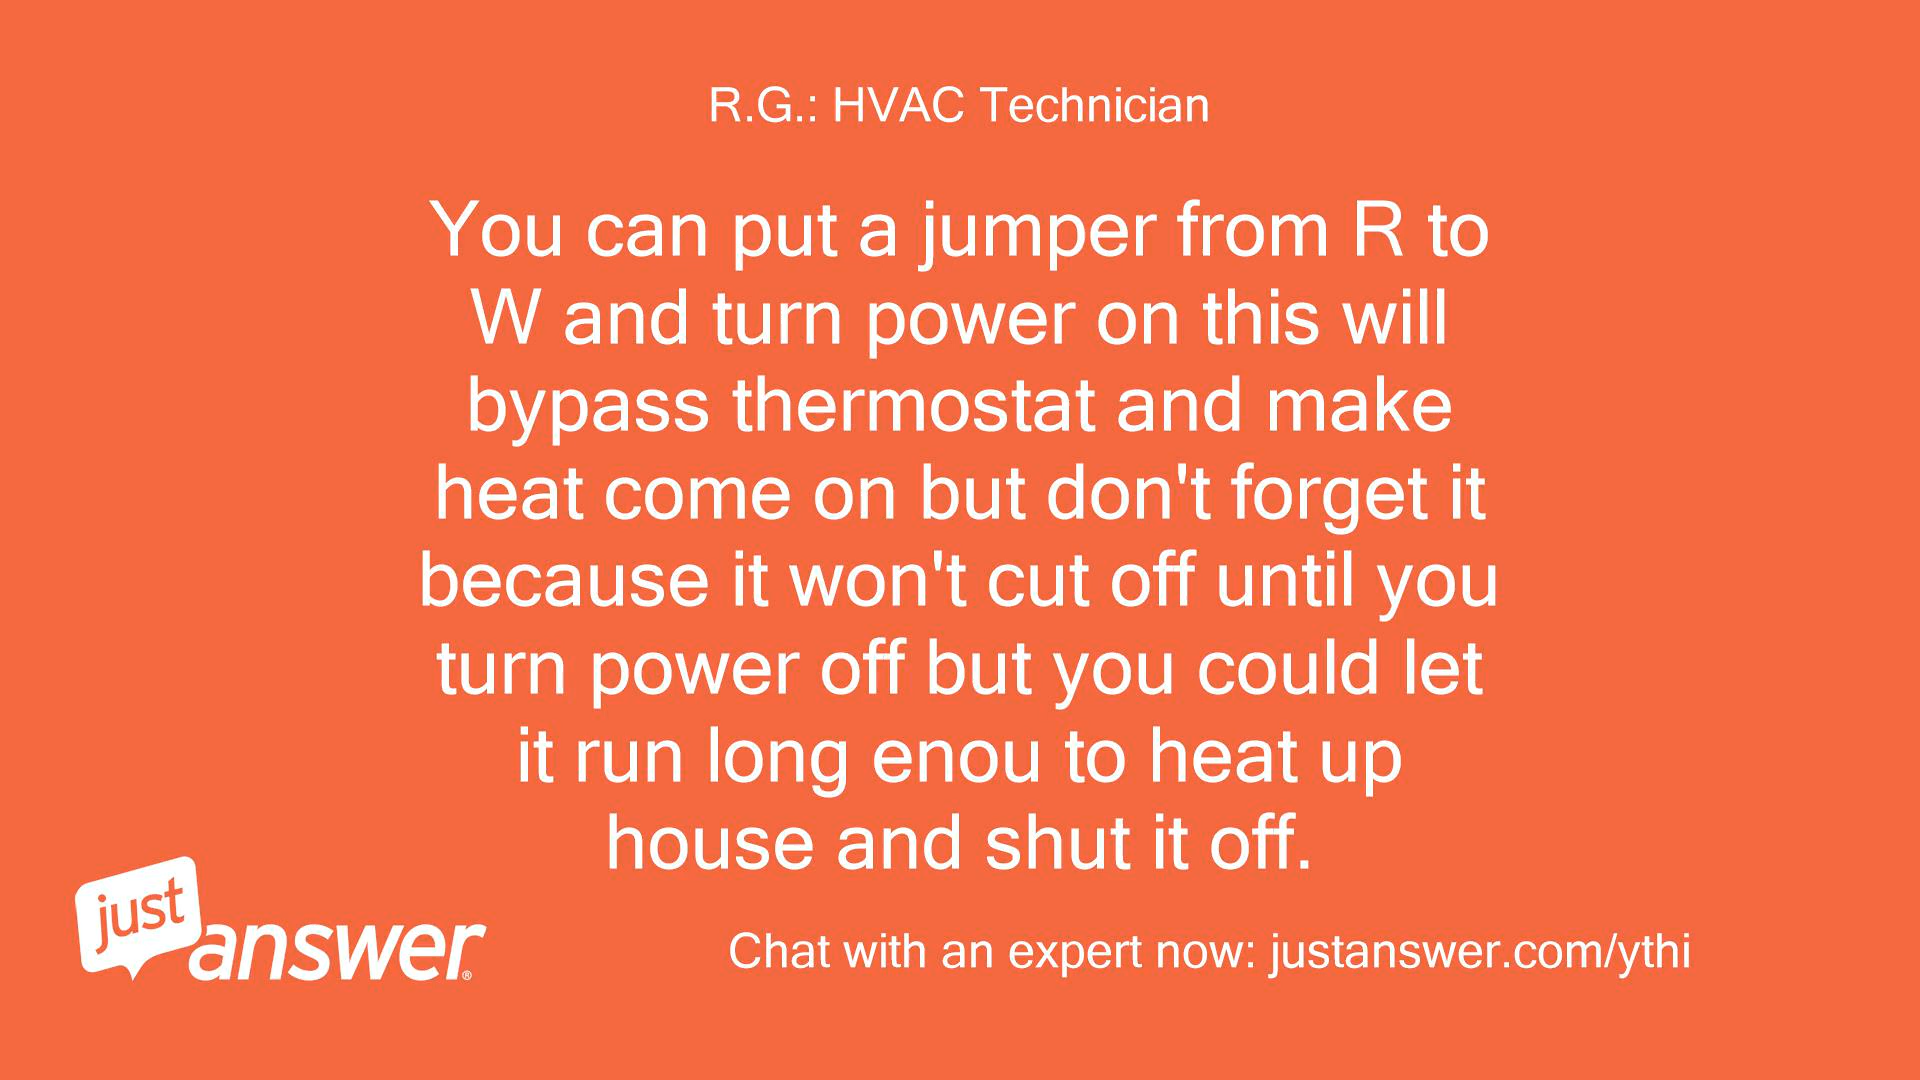 R.G.: HVAC Technician
You can put a jumper from R to
W and turn power on this will
bypass thermostat and make
heat come on but don't forget it
because it won't cut off until you
turn power off but you could let
it run long enou to heat up
house and shut it off.
just
answer®
Chat with an expert now: justanswer.com/ythi